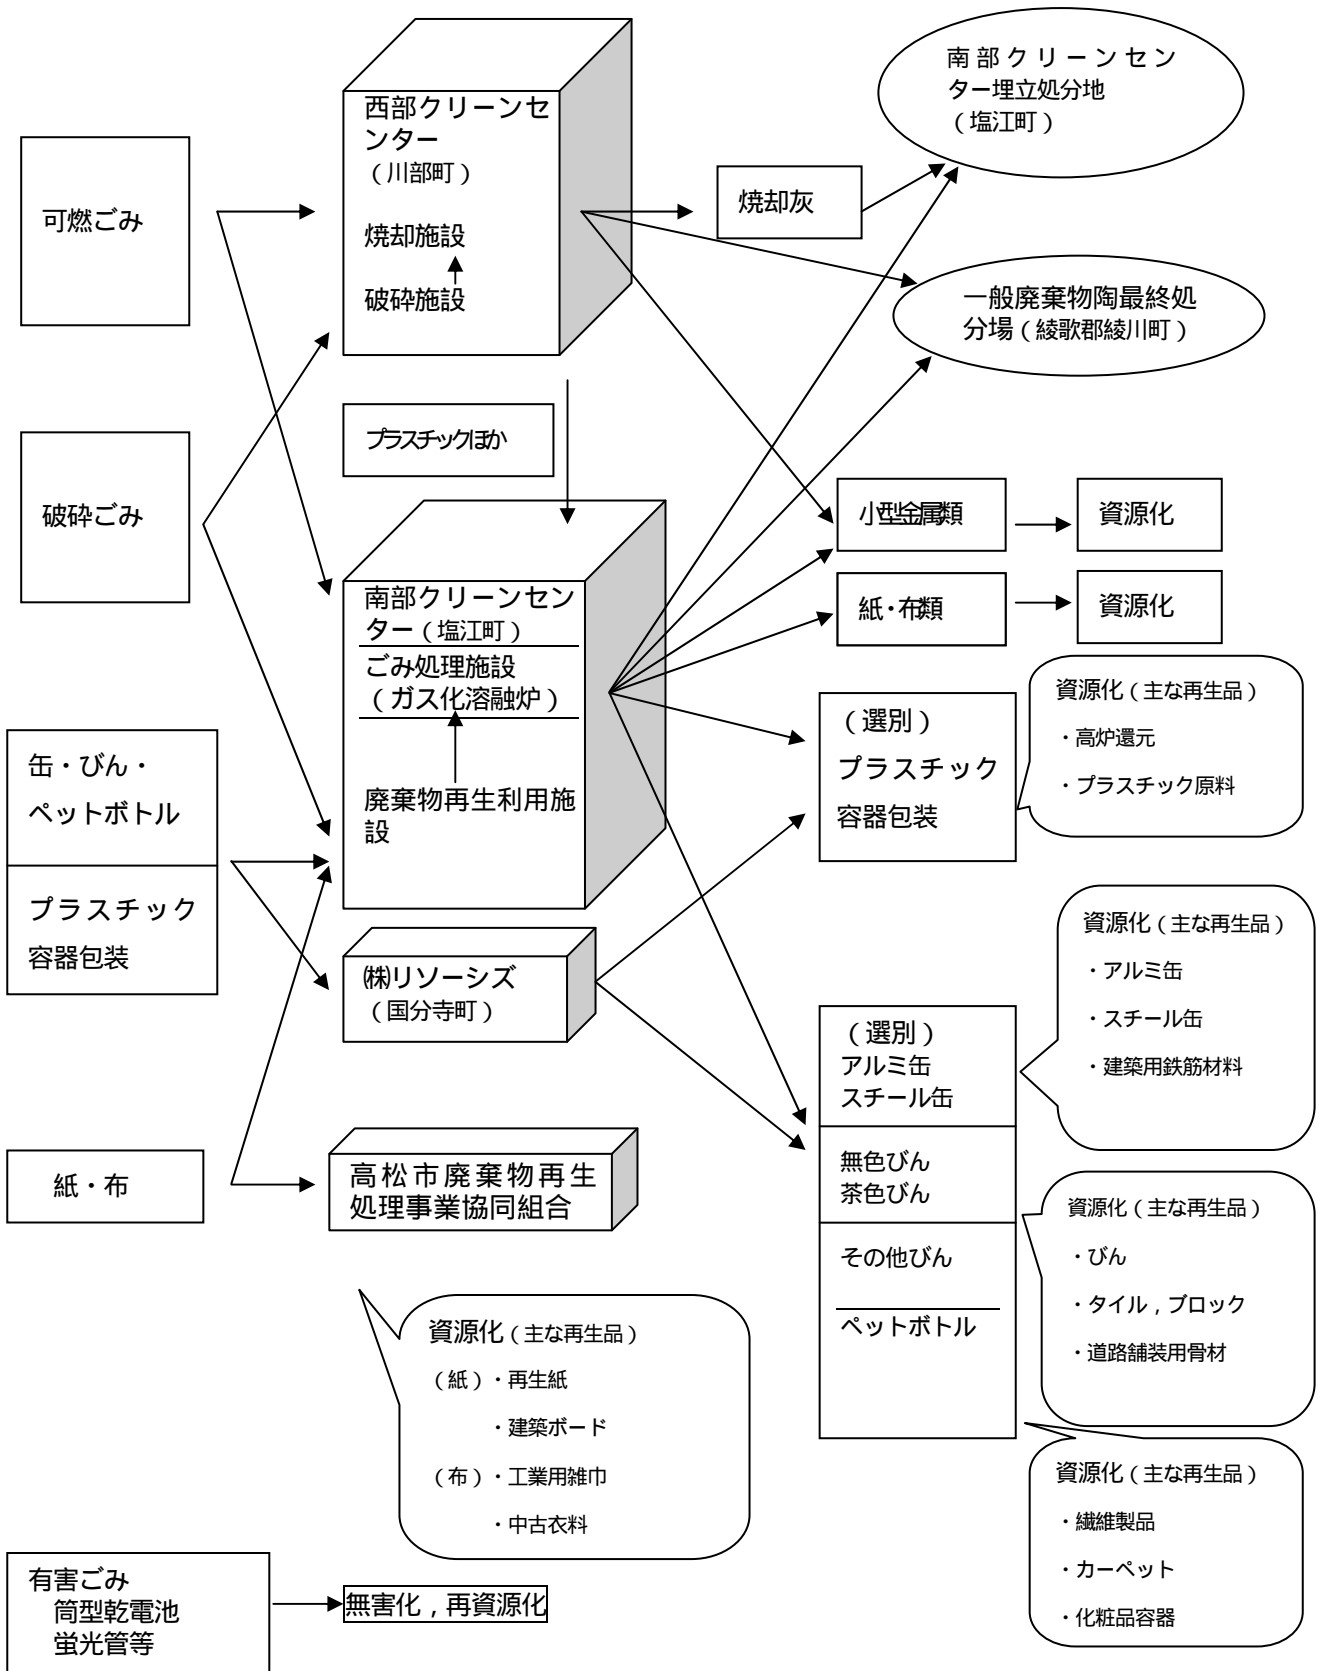 可燃ごみ
破砕ごみ
缶・びん・
ペットボトル
プラスチック
容器包装
紙・布
有害ごみ
筒型乾電池
蛍光管等
西部クリーンセ
ンター
（川部町）
焼却施設
破砕施設
プラスチックほか
南部クリーンセン
ター（塩江町）
ごみ処理施設
（ガス化溶融炉）
廃棄物再生利用施
設
㈱リソーシズ
（国分寺町）
高松市廃棄物再生
処理事業協同組合
資源化（主な再生品）
（紙）・再生紙
・建築ボード
（布）・工業用雑巾
・中古衣料
無害化，再資源化
焼却灰
南部クリーンセン
ター埋立処分地
（塩江町）
一般廃棄物陶最終処
分場（綾歌郡綾川町）
小型金属類
資源化
紙・布類
資源化
（選別）
プラスチック
容器包装
資源化（主な再生品）
・高炉還元
・プラスチック原料
（選別）
アルミ缶
スチール缶
無色びん
茶色びん
その他びん
ペットボトル
資源化（主な再生品）
・アルミ缶
・スチール缶
・建築用鉄筋材料
資源化（主な再生品）
・びん
・タイル，ブロック
・道路舗装用骨材
資源化（主な再生品）
・繊維製品
・カーペット
・化粧品容器